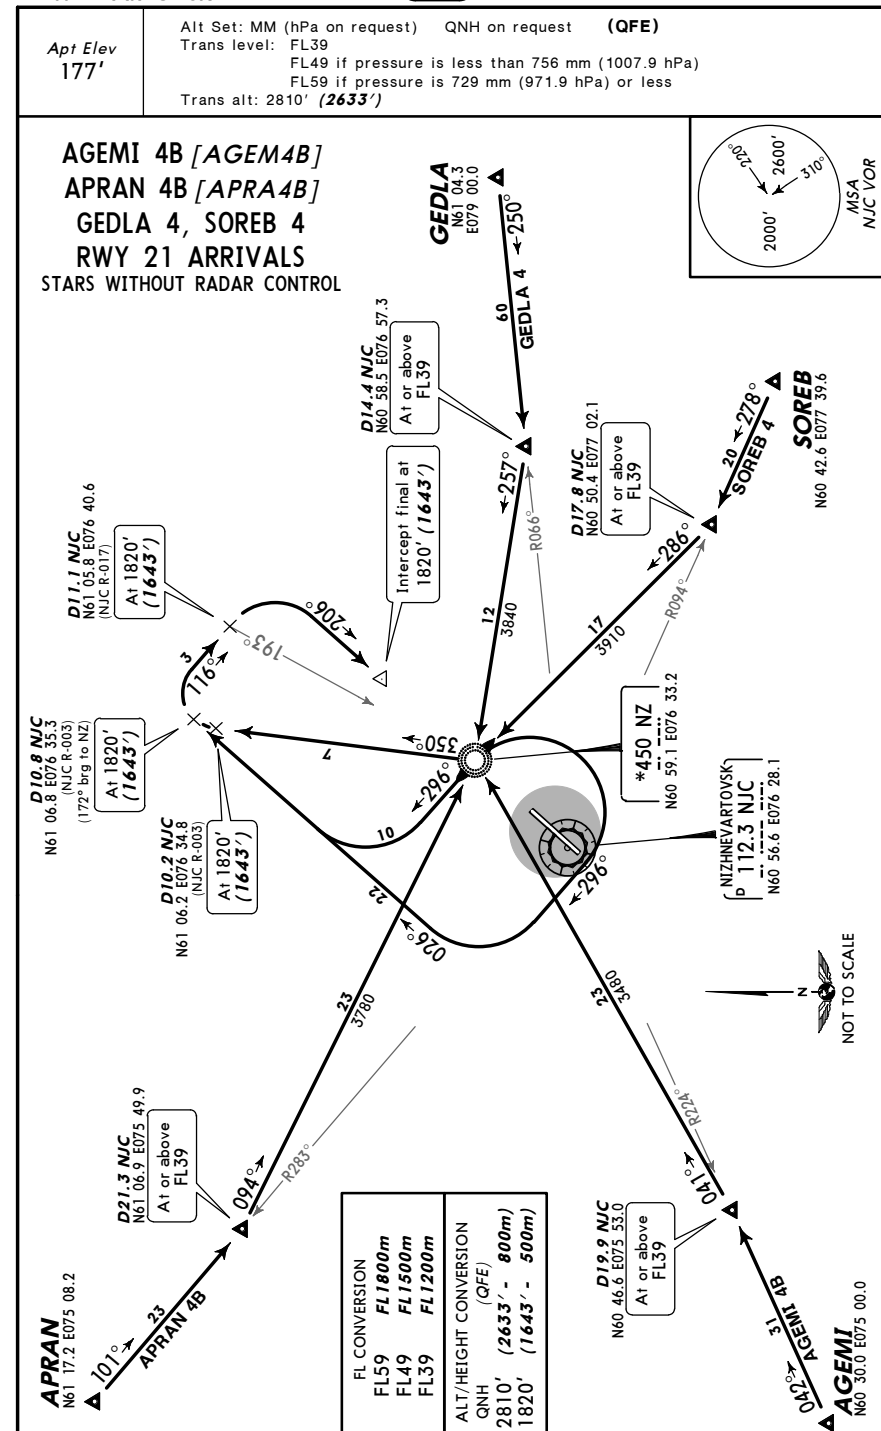 Apt Elev
177'
Alt Set: MM (hPa on request) QNH on request (QFE)
Trans level: FL39
FL49 if pressure is less than 756 mm (1007.9 hPa)
FL59 if pressure is 729 mm (971.9 hPa) or less
Trans alt: 2810' (2633')
AGEMI 4B [AGEM4B]
APRAN 4B [APRA4B]
GEDLA 4, SOREB 4
RWY 21 ARRIVALS
STARS WITHOUT RADAR CONTROL
220°
2600'
310°
2000'
MSA
NJC VOR
GEDLA
N61 04.3
E079 00.0
250°
60
GEDLA 4
D14.4 NJC
N60 58.5 E076 57.3
At or above
FL39
257°
R066°
12
3840
SOREB
N60 42.6 E077 39.6
278°
20
SOREB 4
D17.8 NJC
N60 50.4 E077 02.1
At or above
FL39
286°
R094°
17
3910
Intercept final at
1820' (1643')
D11.1 NJC
N61 05.8 E076 40.6
(NJC R-017)
At 1820'
(1643')
206°
193°
3
116°
D10.8 NJC
N61 06.8 E076 35.3
(NJC R-003)
(172° brg to NZ)
At 1820'
(1643')
D10.2 NJC
N61 06.2 E076 34.8
(NJC R-003)
At 1820'
(1643')
7
350°
296°
10
22
026°
296°
*450 NZ
N60 59.1 E076 33.2
NIZHNEVARTOVSK
D 112.3 NJC
N60 56.6 E076 28.1
N
NOT TO SCALE
23
3780
23
3480
D21.3 NJC
N61 06.9 E075 49.9
At or above
FL39
094°
R283°
APRAN
N61 17.2 E075 08.2
101°
23
APRAN 4B
R224°
041°
D19.9 NJC
N60 46.6 E075 53.0
At or above
FL39
31
AGEMI 4B
042°
AGEMI
N60 30.0 E075 00.0
FL CONVERSION
FL59 FL1800m
FL49 FL1500m
FL39 FL1200m
ALT/HEIGHT CONVERSION
QNH (QFE)
2810' (2633' - 800m)
1820' (1643' - 500m)